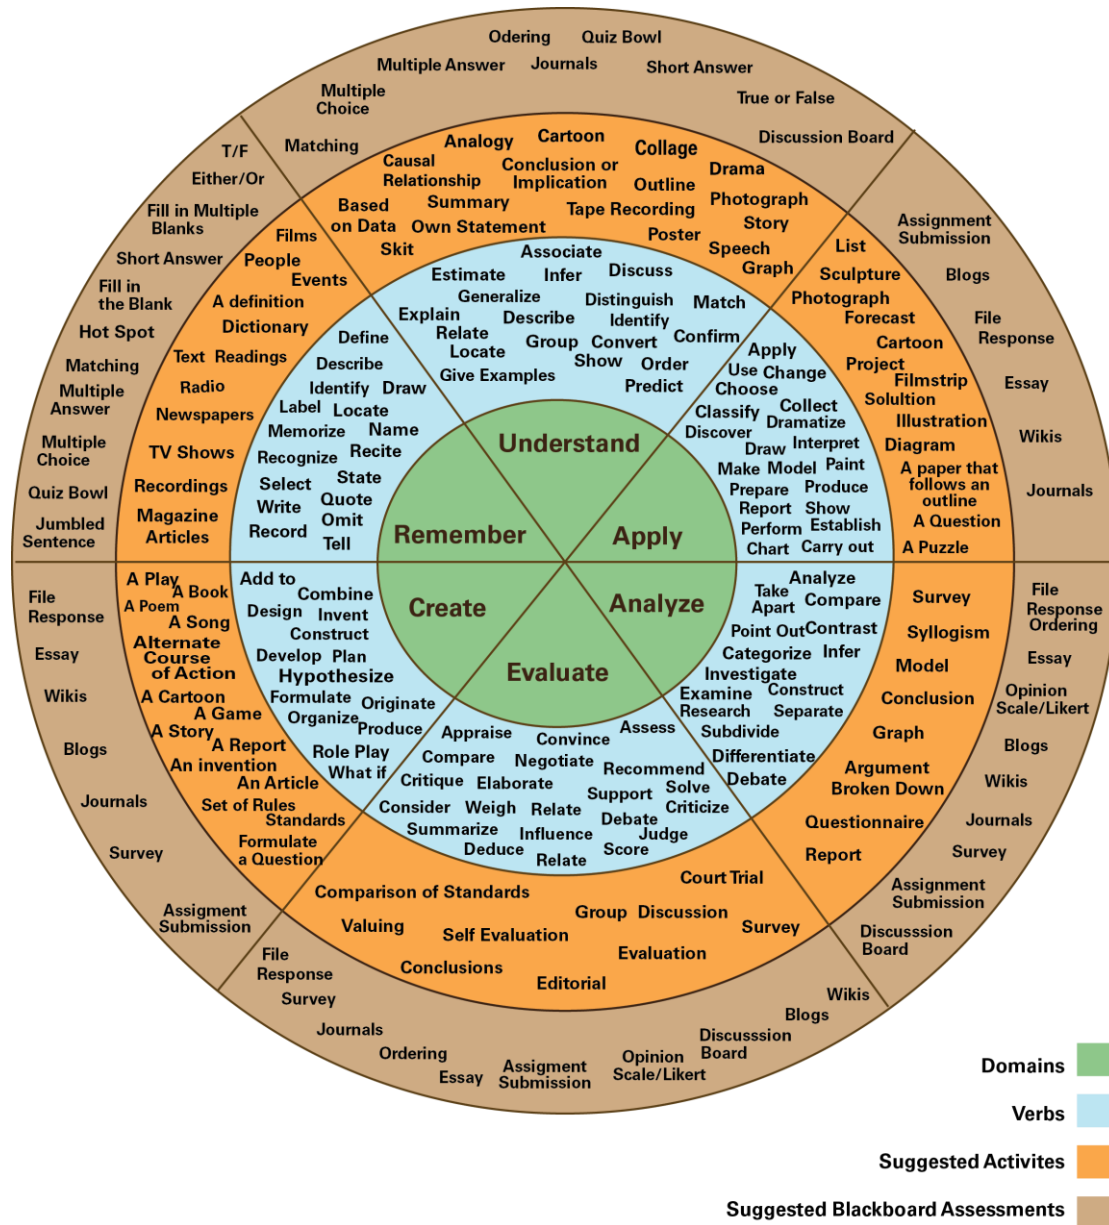 Understand
Remember
Apply
Create
Analyze
Evaluate
Associate
Estimate
Infer
Discuss
Generalize
Distinguish
Match
Explain
Describe
Identify
Relate
Group
Convert
Confirm
Locate
Show
Order
Give Examples
Predict
Apply
Use
Change
Choose
Collect
Classify
Dramatize
Discover
Draw
Interpret
Make
Model
Paint
Prepare
Produce
Report
Show
Perform
Establish
Chart
Carry out
Analyze
Take
Apart
Compare
Point Out
Contrast
Categorize
Infer
Investigate
Examine
Construct
Research
Separate
Subdivide
Differentiate
Debate
Appraise
Convince
Assess
Compare
Negotiate
Recommend
Critique
Elaborate
Support
Solve
Consider
Weigh
Relate
Criticize
Summarize
Influence
Debate
Judge
Deduce
Relate
Score
Add to
Combine
Design
Invent
Construct
Develop
Plan
Hypothesize
Formulate
Originate
Organize
Produce
Role Play
What if
Define
Describe
Identify
Draw
Label
Locate
Memorize
Name
Recognize
Recite
Select
State
Write
Quote
Record
Omit
Tell
Analogy
Cartoon
Collage
Causal
Relationship
Conclusion or
Implication
Drama
Outline
Based
on Data
Summary
Tape Recording
Photograph
Own Statement
Story
Skit
Poster
Speech
Graph
List
Sculpture
Photograph
Forecast
Cartoon
Project
Filmstrip
Solultion
Illustration
Diagram
A paper that
follows an
outline
A Question
A Puzzle
Survey
Syllogism
Model
Conclusion
Graph
Argument
Broken Down
Questionnaire
Report
Comparison of Standards
Court Trial
Valuing
Group Discussion
Self Evaluation
Survey
Evaluation
Conclusions
Editorial
A Play
A Book
A Poem
A Song
Alternate
Course
of Action
A Cartoon
A Game
A Story
A Report
An invention
An Article
Set of Rules
Standards
Formulate
a Question
Films
People
Events
A definition
Dictionary
Text Readings
Radio
Newspapers
TV Shows
Recordings
Magazine
Articles
Odering
Quiz Bowl
Multiple Answer
Journals
Short Answer
Multiple
Choice
True or False
Matching
Discussion Board
Assignment
Submission
Blogs
File
Response
Essay
Wikis
Journals
File
Response
Ordering
Essay
Opinion
Scale/Likert
Blogs
Wikis
Journals
Survey
Assignment
Submission
Discusssion
Board
File
Response
Survey
Journals
Ordering
Essay
Assigment
Submission
Opinion
Scale/Likert
Discusssion
Board
Blogs
Wikis
File
Response
Essay
Wikis
Blogs
Journals
Survey
Assigment
Submission
T/F
Either/Or
Fill in Multiple
Blanks
Short Answer
Fill in
the Blank
Hot Spot
Matching
Multiple
Answer
Multiple
Choice
Quiz Bowl
Jumbled
Sentence
Domains
Verbs
Suggested Activites
Suggested Blackboard Assessments